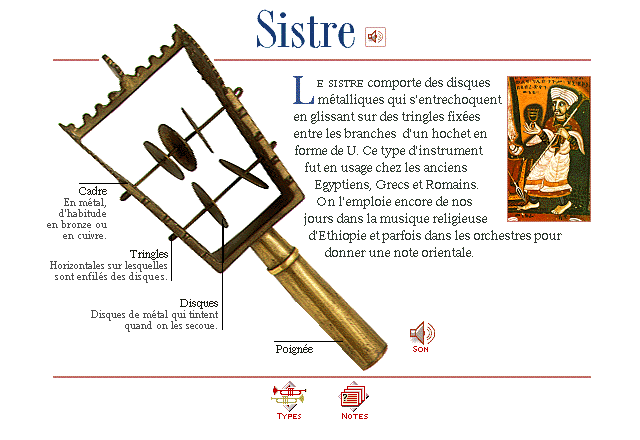 Sistre
LE SISTRE comporte des disques
métalliques qui s'entrechoquent
en glissant sur des tringles fixées
entre les branches d'un hochet en
forme de U. Ce type d'instrument
fut en usage chez les anciens
Egyptiens, Grecs et Romains.
On l'emploie encore de nos
jours dans la musique religieuse
d'Ethiopie et parfois dans les orchestres pour
donner une note orientale.
Cadre
En métal,
d'habitude
en bronze ou
en cuivre.
Tringles
Horizontales sur lesquelles
sont enfilés des disques.
Disques
Disques de métal qui tintent
quand on les secoue.
Poignée
SON
TYPES
NOTES